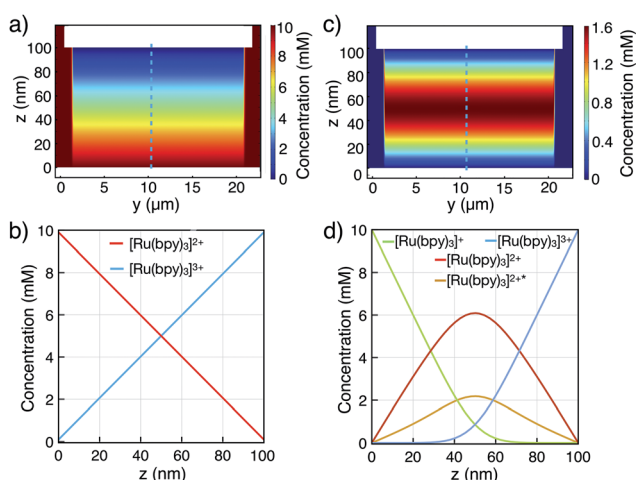 a)
z (nm)
100
80
60
40
20
0
0
5
10
15
20
y (µm)
10
8
6
4
2
0
Concentration (mM)
c)
z (nm)
100
80
60
40
20
0
0
5
10
15
20
y (µm)
1.6
1.2
0.8
0.4
0
Concentration (mM)
b)
Concentration (mM)
10
8
6
4
2
0
[Ru(bpy)₃]²⁺
[Ru(bpy)₃]³⁺
0
20
40
60
80
100
z (nm)
d)
Concentration (mM)
10
8
6
4
2
0
[Ru(bpy)₃]⁺
[Ru(bpy)₃]³⁺
[Ru(bpy)₃]²⁺
[Ru(bpy)₃]²⁺*
0
20
40
60
80
100
z (nm)